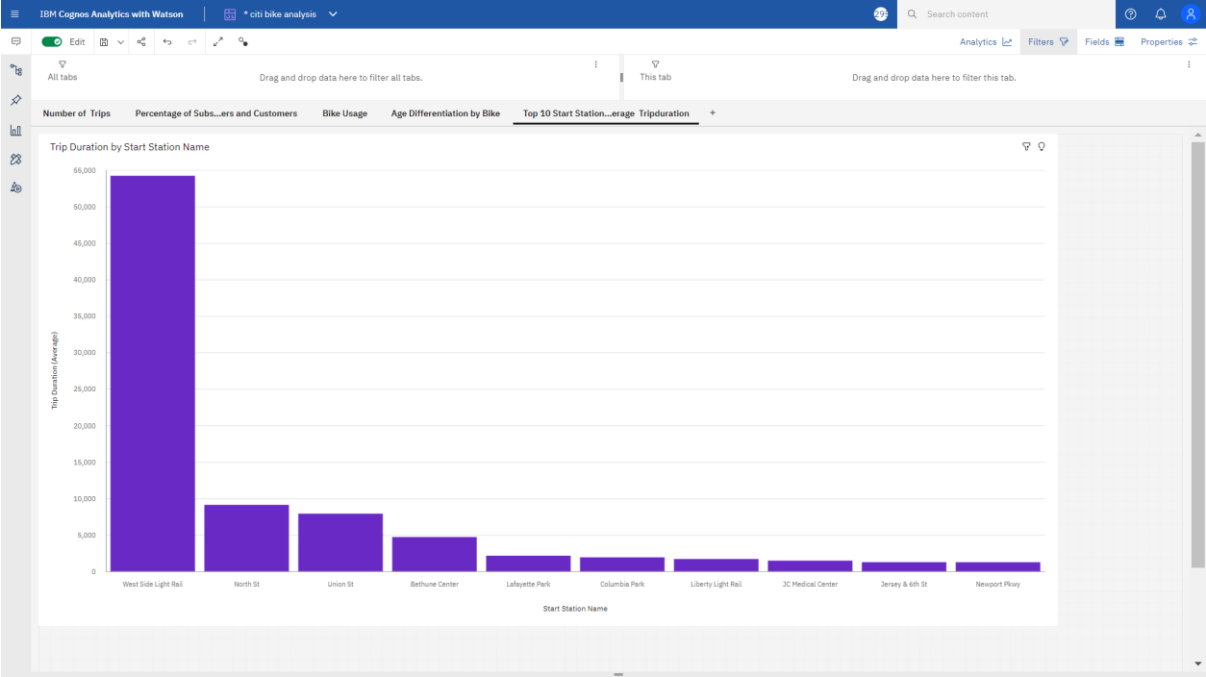 IBM Cognos Analytics with Watson
* citi bike analysis
Search content
Edit
Analytics
Filters
Fields
Properties
All tabs
Drag and drop data here to filter all tabs.
This tab
Drag and drop data here to filter this tab.
Number of Trips
Percentage of Subs...ers and Customers
Bike Usage
Age Differentiation by Bike
Top 10 Start Station...erage Tripduration
+
Trip Duration by Start Station Name
Trip Duration (Average)
55,000
50,000
45,000
40,000
35,000
30,000
25,000
20,000
15,000
10,000
5,000
0
West Side Light Rail
North St
Union St
Bethune Center
Lafayette Park
Columbia Park
Liberty Light Rail
JC Medical Center
Jersey & 6th St
Newport Pkwy
Start Station Name